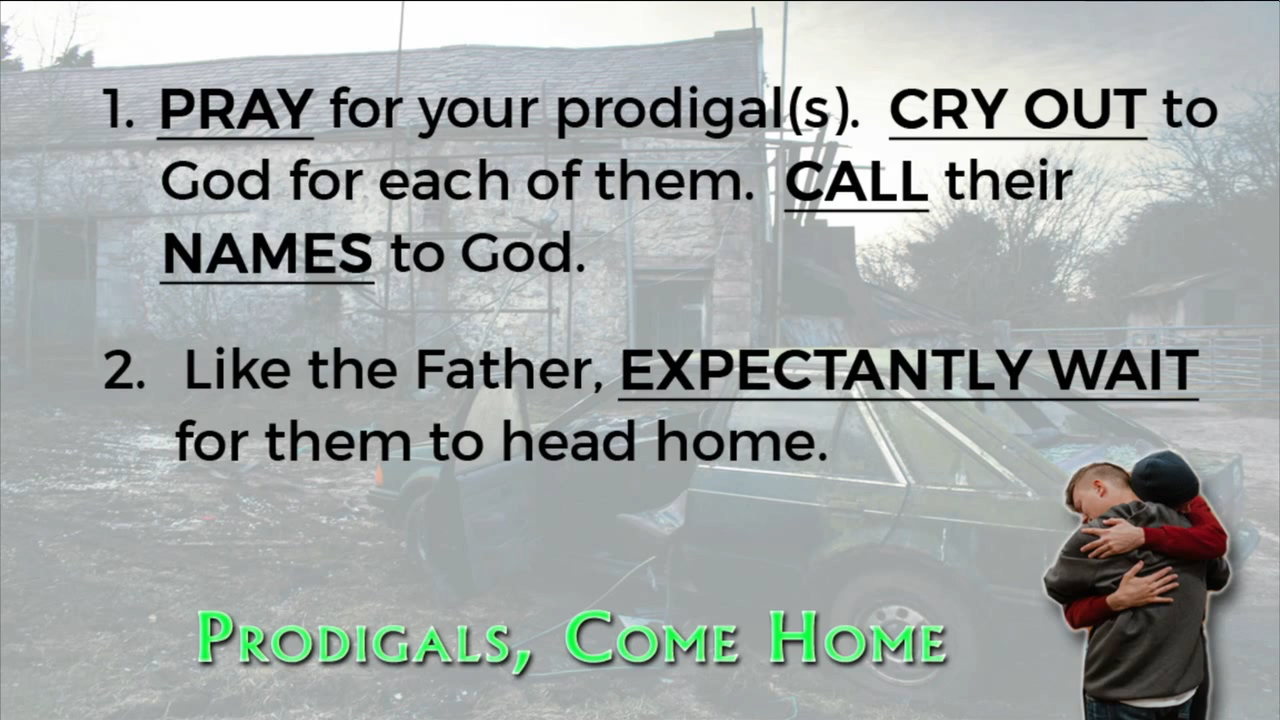 1. PRAY for your prodigal(s). CRY OUT to
God for each of them. CALL their
NAMES to God.
2. Like the Father, EXPECTANTLY WAIT
for them to head home.
PRODIGALS, COME HOME